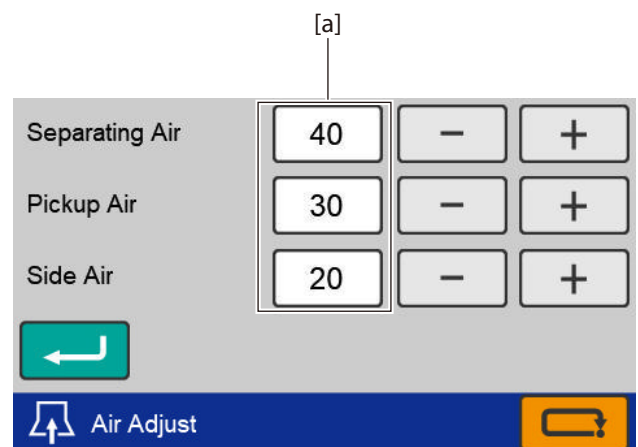 [a]
Separating Air 40 − +
Pickup Air 30 − +
Side Air 20 − +
Air Adjust